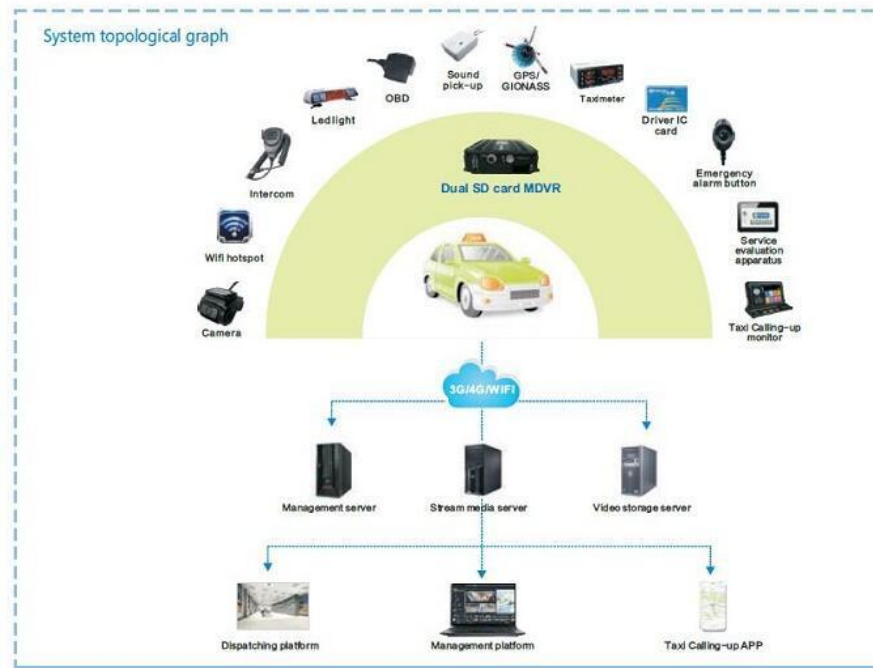 System topological graph
Sound
pick-up
GPS/
GIONASS
OBD
Taximeter
Led light
Driver IC
card
Intercom
Dual SD card MDVR
Emergency
alarm button
Wifi hotspot
Service
evaluation
apparatus
Camera
Taxi Calling-up
monitor
3G/4G/WIFI
Management server
Stream media server
Video storage server
Dispatching platform
Management platform
Taxi Calling-up APP